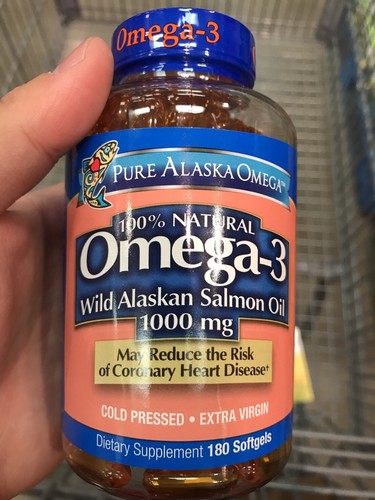 Omega-3
PURE ALASKA OMEGA™
100% NATURAL
Omega-3
Wild Alaskan Salmon Oil
1000 mg
May Reduce the Risk
of Coronary Heart Disease†
COLD PRESSED • EXTRA VIRGIN
Dietary Supplement 180 Softgels